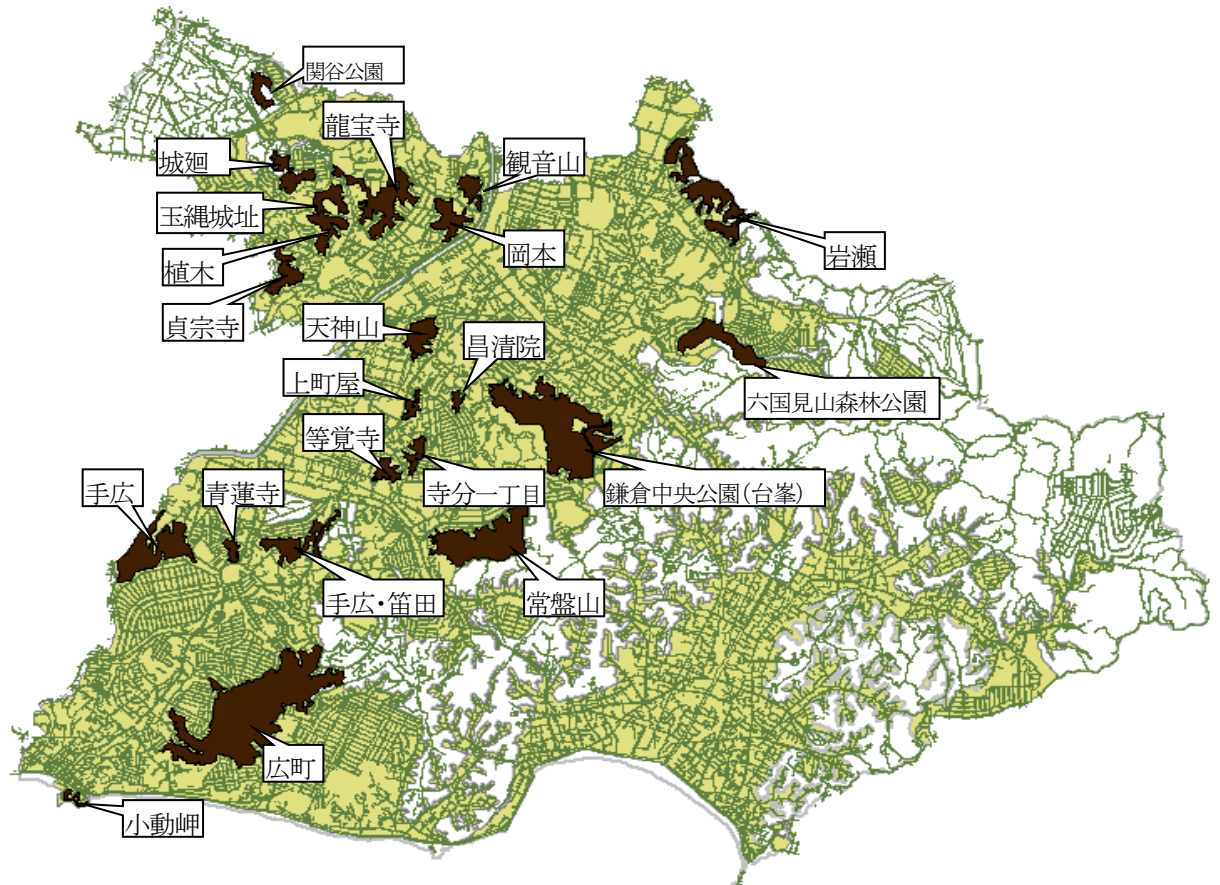 関谷公園
龍宝寺
城廻
観音山
玉縄城址
岡本
岩瀬
植木
貞宗寺
天神山
昌清院
上町屋
六国見山森林公園
等覚寺
手広
青蓮寺
寺分一丁目
鎌倉中央公園(台峯)
手広・笛田
常盤山
広町
小動岬